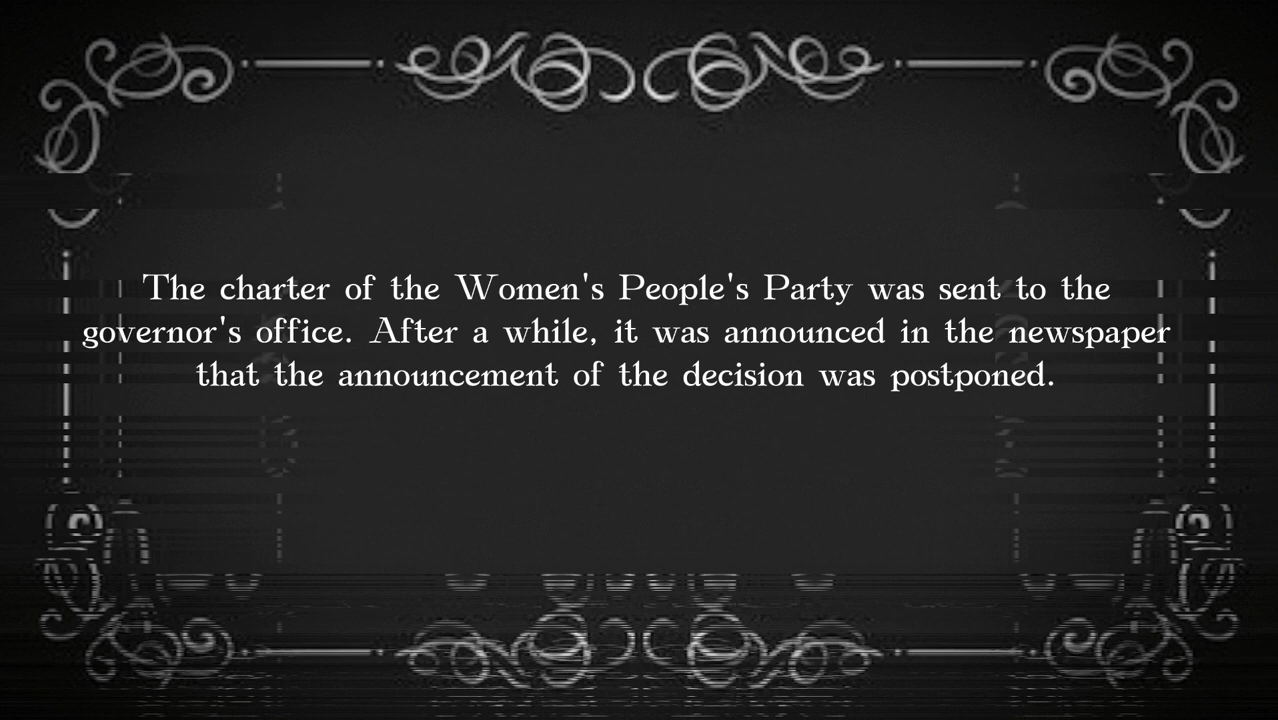 The charter of the Women's People's Party was sent to the
governor's office. After a while, it was announced in the newspaper
that the announcement of the decision was postponed.